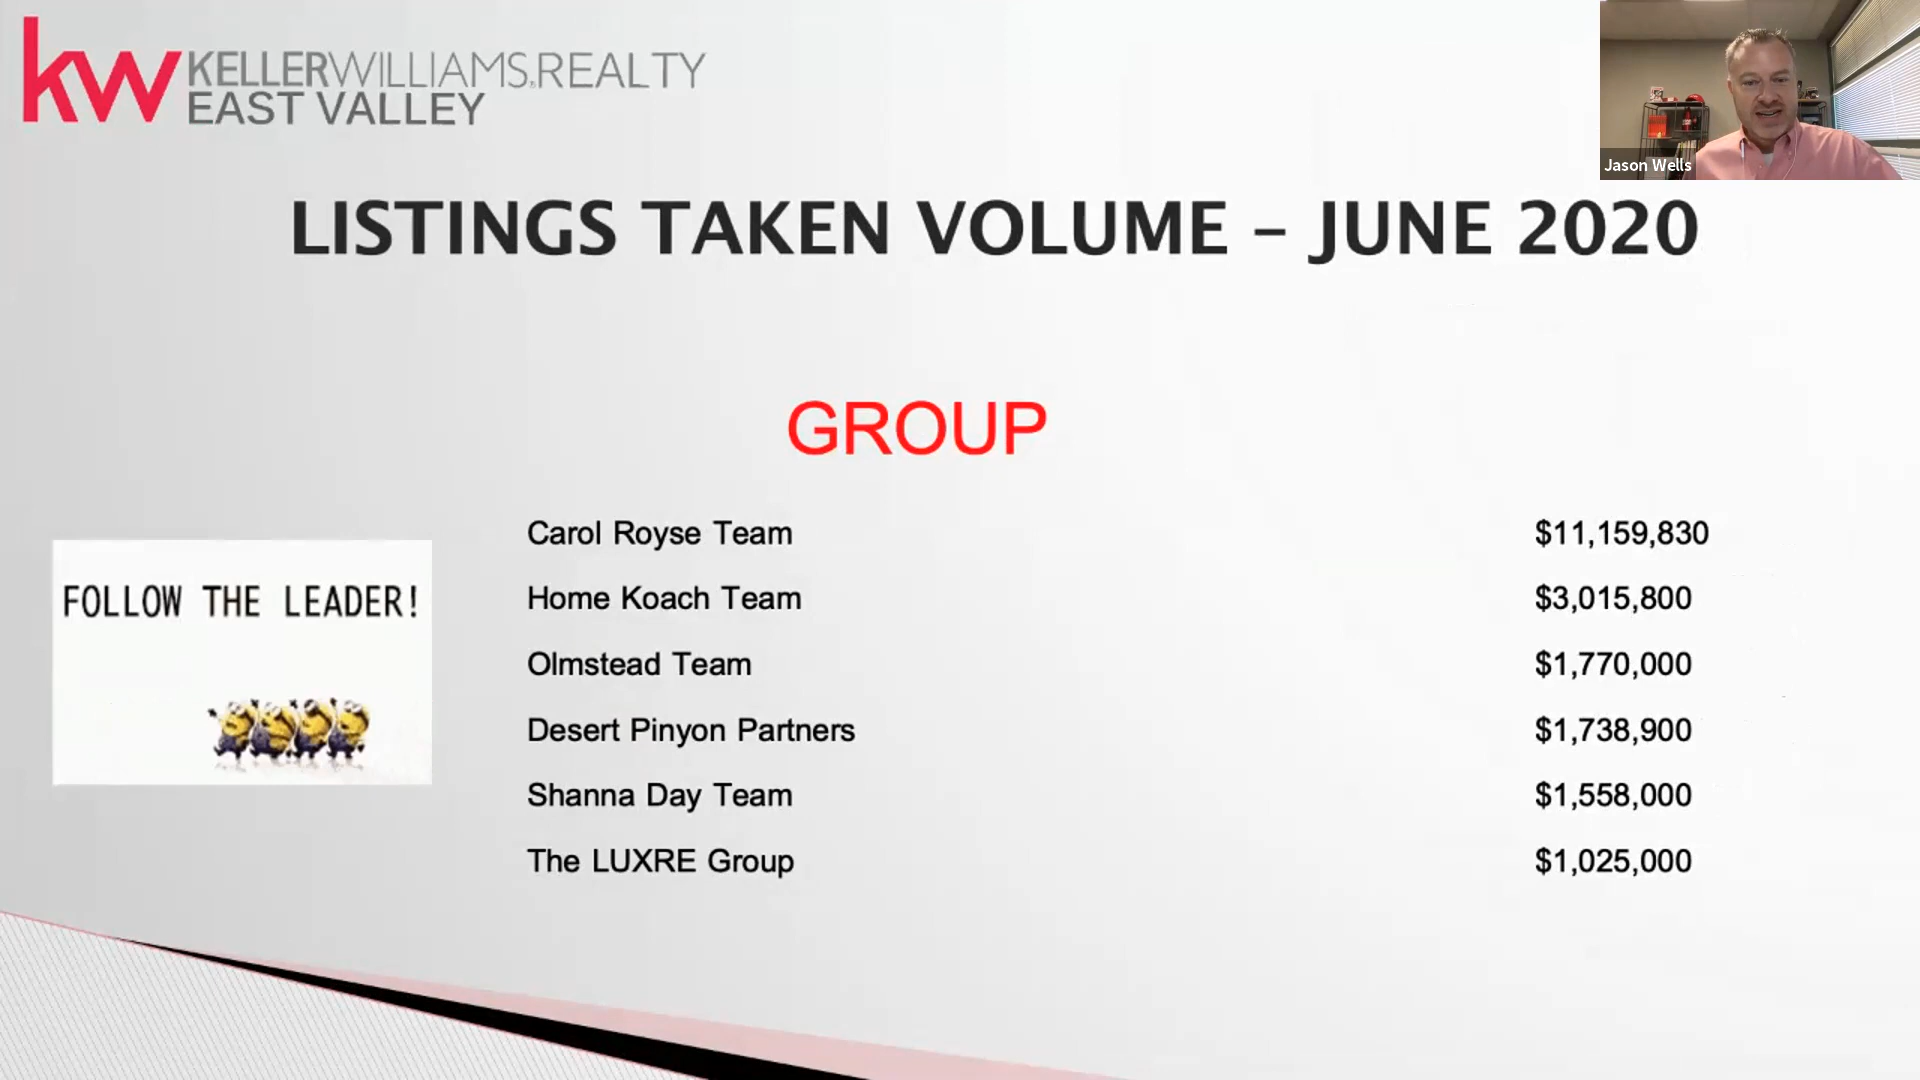 kw KELLERWILLIAMS. REALTY
EAST VALLEY
Jason Wells
LISTINGS TAKEN VOLUME – JUNE 2020
GROUP
FOLLOW THE LEADER!
Carol Royse Team $11,159,830
Home Koach Team $3,015,800
Olmstead Team $1,770,000
Desert Pinyon Partners $1,738,900
Shanna Day Team $1,558,000
The LUXRE Group $1,025,000